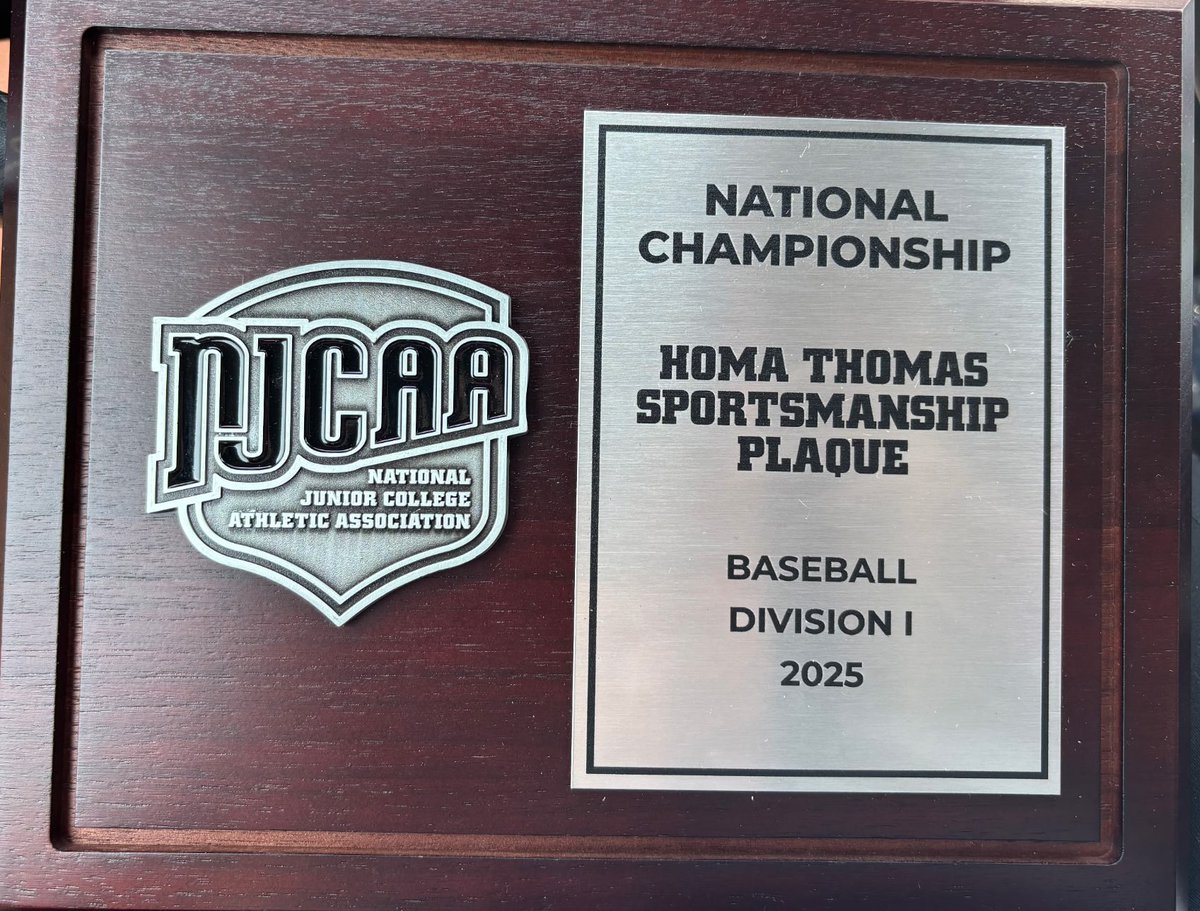 NJCAA
NATIONAL
JUNIOR COLLEGE
ATHLETIC ASSOCIATION
NATIONAL
CHAMPIONSHIP
HOMA THOMAS
SPORTSMANSHIP
PLAQUE
BASEBALL
DIVISION I
2025